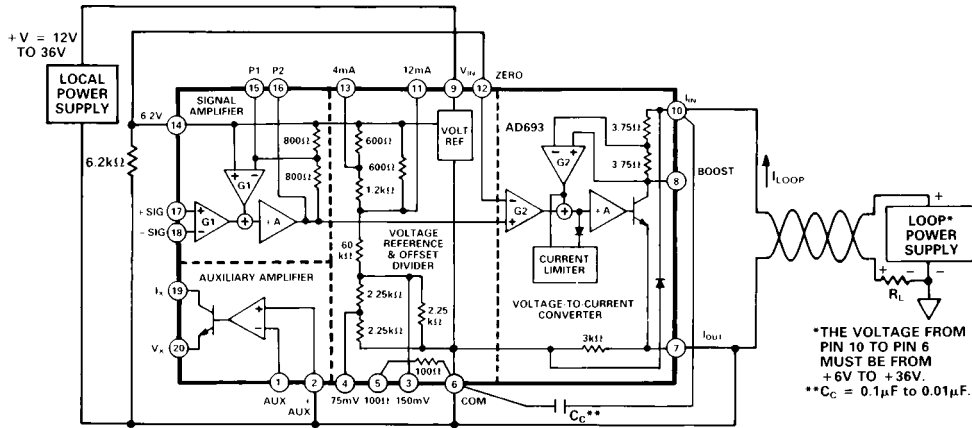 +V = 12V
TO 36V
LOCAL
POWER
SUPPLY
6.2kΩ
6.2V
P1
P2
4mA
12mA
VIN
ZERO
15
16
13
11
9
12
SIGNAL
AMPLIFIER
14
800Ω
800Ω
600Ω
600Ω
1.2kΩ
VOLT
REF
AD693
3.75Ω
3.75Ω
IIN
10
8
BOOST
ILOOP
+
-
G1
-
+
G2
+SIG
17
-SIG
18
+
-
G1
+
+A
-
+
G2
+
+A
CURRENT
LIMITER
60
kΩ
VOLTAGE
REFERENCE
& OFFSET
DIVIDER
2.25kΩ
2.25kΩ
2.25
kΩ
VOLTAGE-TO-CURRENT
CONVERTER
AUXILIARY AMPLIFIER
IX
19
VX
20
+
-
3kΩ
7
IOUT
100Ω
1
2
4
5
3
6
AUX
-
+
AUX
75mV
100Ω
150mV
COM
CC**
+
LOOP*
POWER
SUPPLY
+
-
-
-
RL
*THE VOLTAGE FROM
PIN 10 TO PIN 6
MUST BE FROM
+6V TO +36V.
**CC = 0.1μF to 0.01μF.